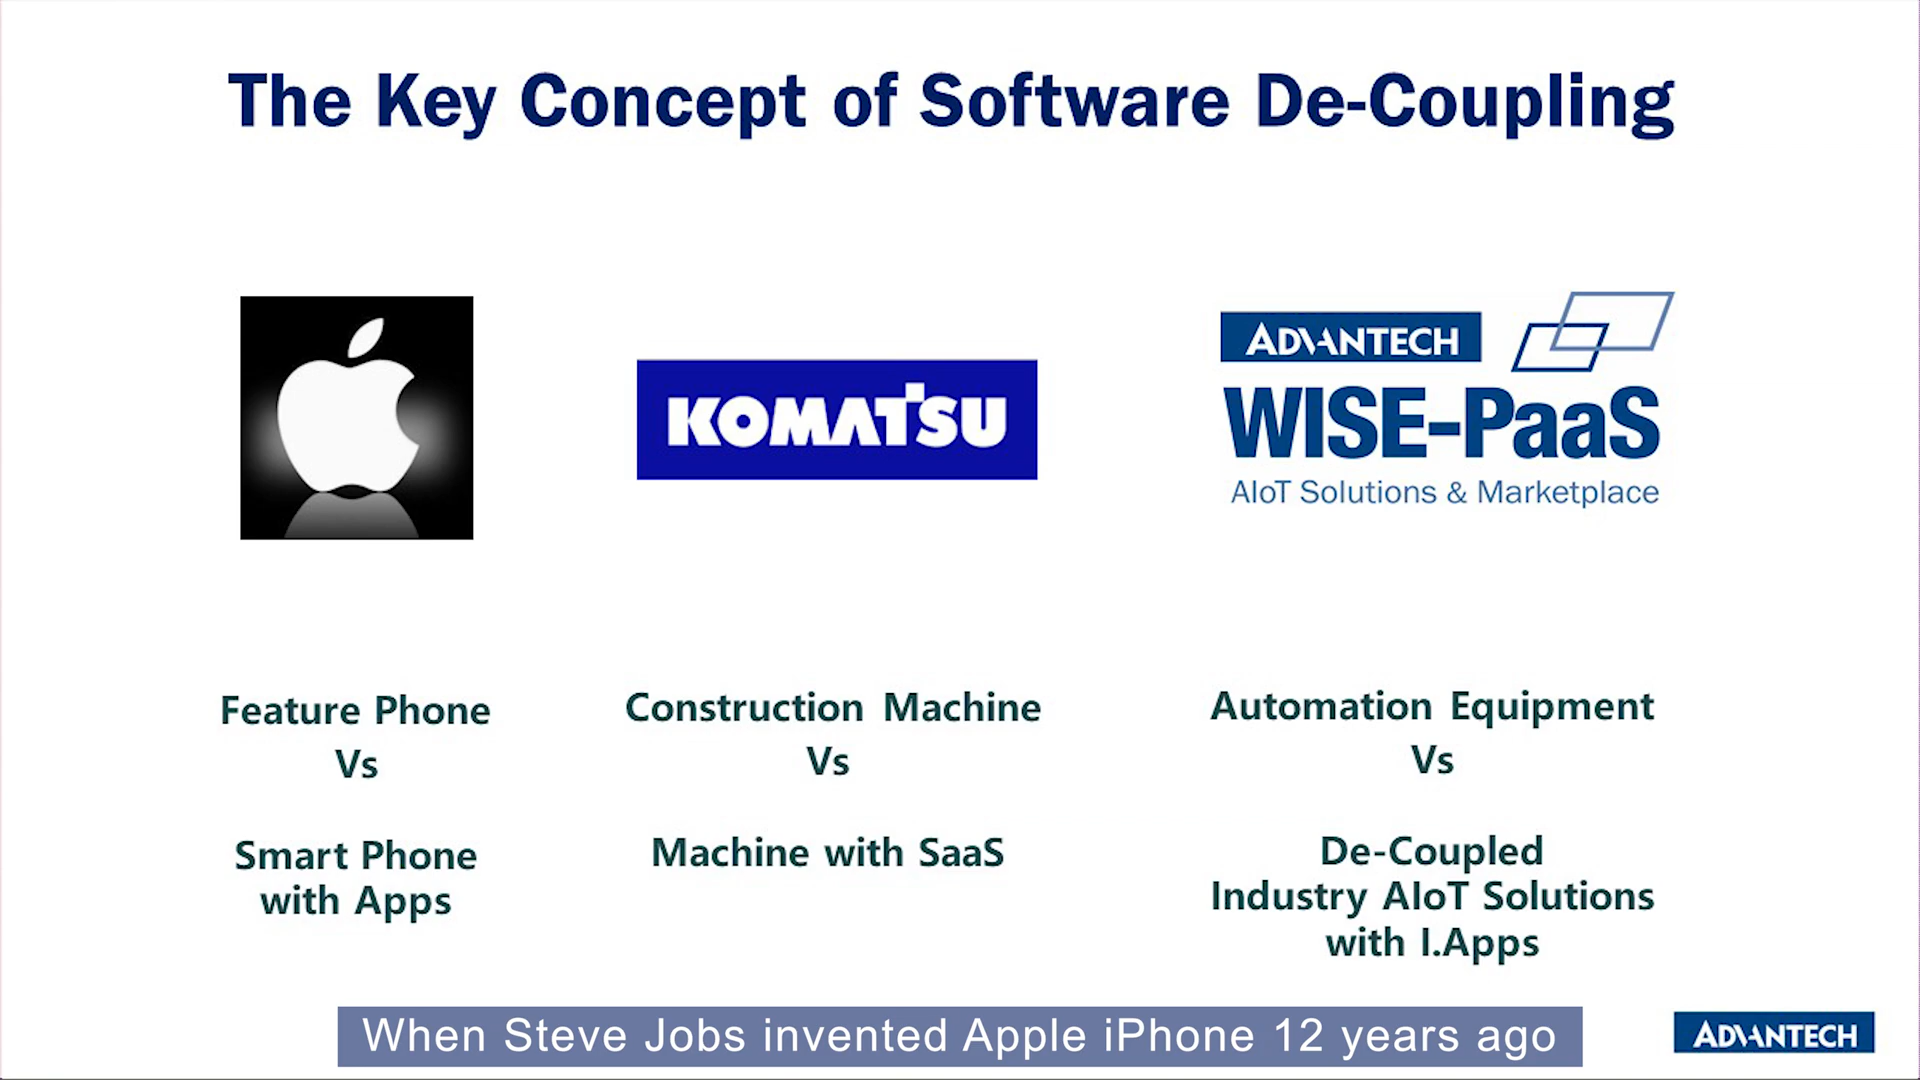 The Key Concept of Software De-Coupling
KOMATSU
ADVANTECH
WISE-PaaS
AIoT Solutions & Marketplace
Feature Phone
Vs
Smart Phone
with Apps
Construction Machine
Vs
Machine with SaaS
Automation Equipment
Vs
De-Coupled
Industry AIoT Solutions
with I.Apps
When Steve Jobs invented Apple iPhone 12 years ago
ADVANTECH